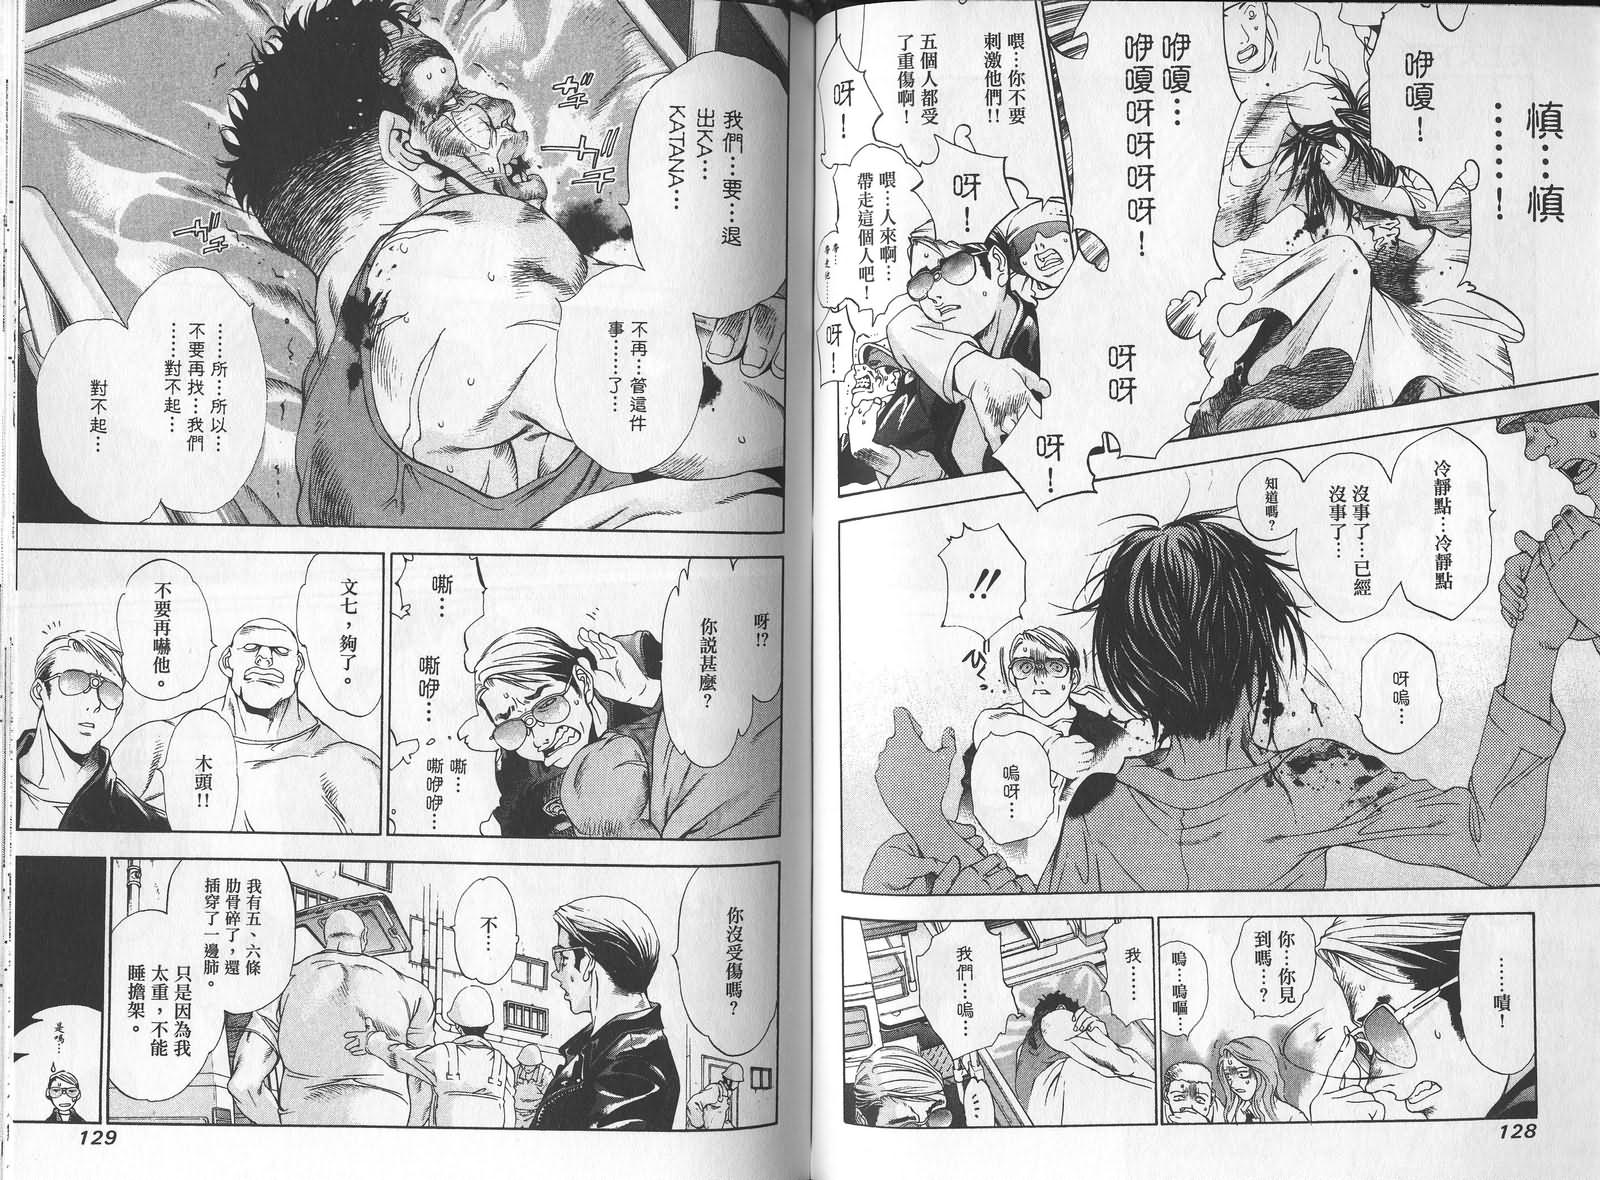 慎…慎
……！
咿嘎！
咿嘎…
咿嘎呀呀呀呀！
呀呀
喂…你不要
刺激他們!!
五個人都受
了重傷啊！
呀！
呀！
喂…人來啊…
帶走這個人吧！
呀！
呀！
冷靜點…冷靜點
沒事了…已經
沒事了…
知道嗎？
呀嗚…
!!
嗚呀…
……嘖！
你…你見
到嗎…？
嗚…嗚嘔…
我…
我們…嗚…
128
我們…要…退
出KA…
KATANA…
不再…管這件
事……了…
……所…所以…
不要再找…我們
……對不起…
對不起…
呀!?
你說甚麼？
嘶…
嘶咿…
嘶…
嘶咿咿…
文七，夠了。
不要再嚇他。
木頭!!
你沒受傷嗎？
不…
我有五、六條
肋骨碎了，還
插穿了一邊肺。
只是因為我
太重，不能
睡擔架。
是嗎…
129